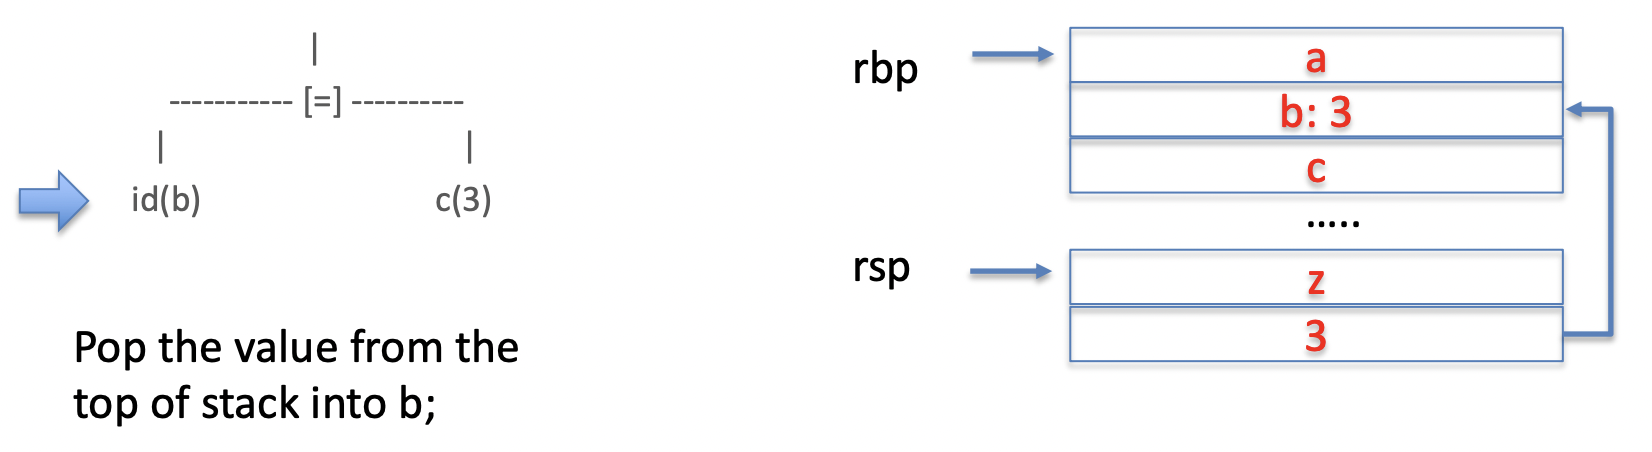 |
----------- [=] ----------
| |
id(b) c(3)
Pop the value from the
top of stack into b;
rbp
a
b: 3
c
.....
rsp
z
3